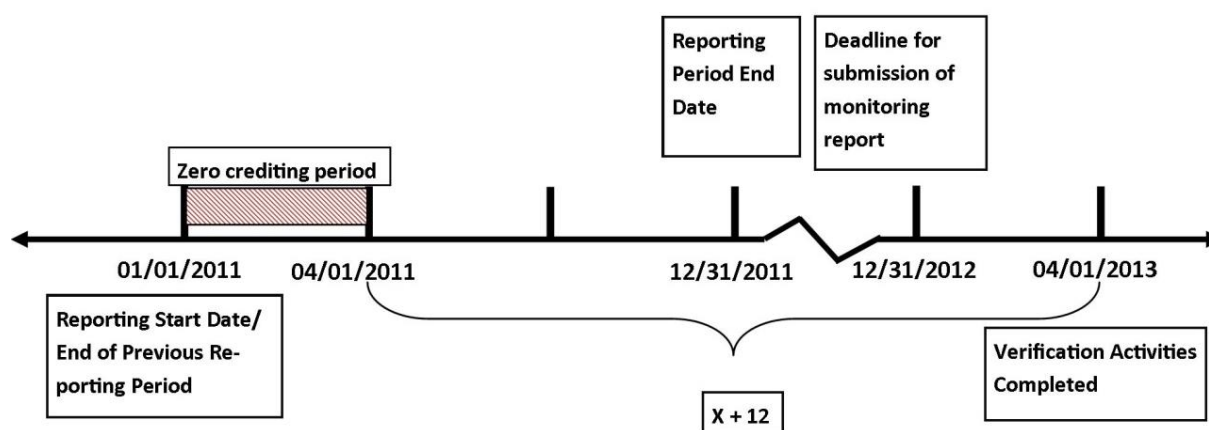 Reporting
Period End
Date
Deadline for
submission of
monitoring
report
Zero crediting period
01/01/2011
04/01/2011
12/31/2011
12/31/2012
04/01/2013
Reporting Start Date/
End of Previous Re-
porting Period
Verification Activities
Completed
X + 12